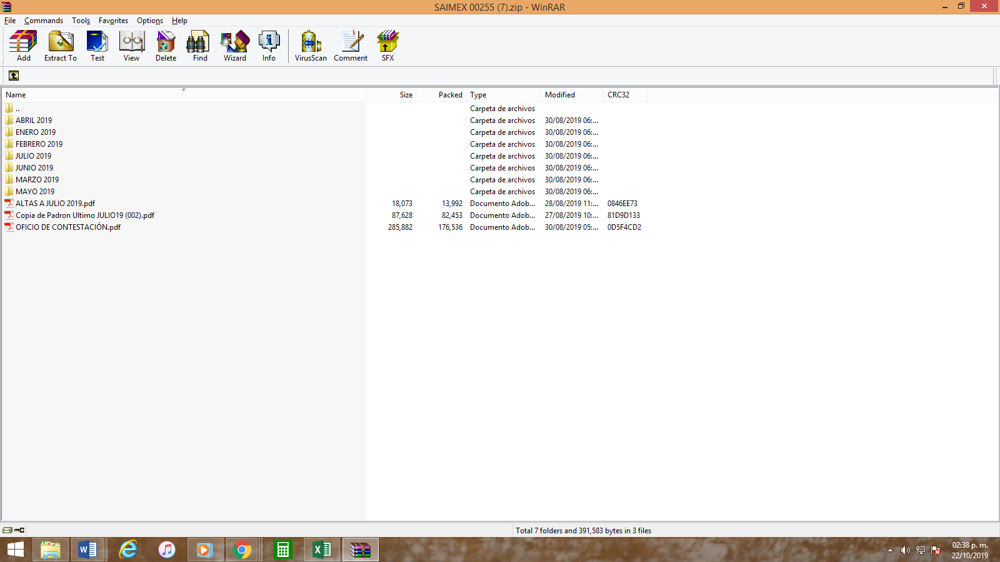 SAIMEX 00255 (7).zip - WinRAR
File Commands Tools Favorites Options Help
Add Extract To Test View Delete Find Wizard Info VirusScan Comment SFX
Name Size Packed Type Modified CRC32
.. Carpeta de archivos
ABRIL 2019 Carpeta de archivos 30/08/2019 06:...
ENERO 2019 Carpeta de archivos 30/08/2019 06:...
FEBRERO 2019 Carpeta de archivos 30/08/2019 06:...
JULIO 2019 Carpeta de archivos 30/08/2019 06:...
JUNIO 2019 Carpeta de archivos 30/08/2019 06:...
MARZO 2019 Carpeta de archivos 30/08/2019 06:...
MAYO 2019 Carpeta de archivos 30/08/2019 06:...
ALTAS A JULIO 2019.pdf 18,073 13,992 Documento Adob... 28/08/2019 11:... 0846EE73
Copia de Padron Ultimo JULIO19 (002).pdf 87,628 82,453 Documento Adob... 27/08/2019 10:... 81D9D133
OFICIO DE CONTESTACIÓN.pdf 285,882 176,536 Documento Adob... 30/08/2019 05:... 0D5F4CD2
Total 7 folders and 391,583 bytes in 3 files
02:38 p. m.
22/10/2019